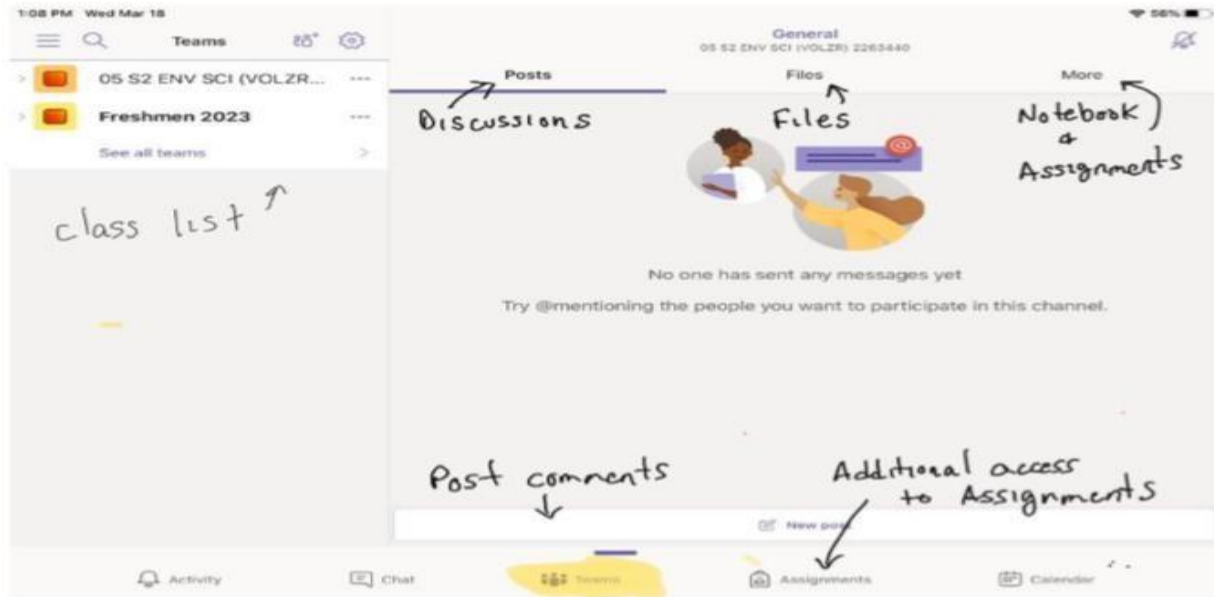 1:08 PM Wed Mar 18
56%
Teams
General
05 S2 ENV SCI (VOLZR) 2263440
05 S2 ENV SCI (VOLZR...
Posts
Files
More
Freshmen 2023
See all teams
Discussions
Files
Notebook
&
Assignments
class list
No one has sent any messages yet
Try @mentioning the people you want to participate in this channel.
Post comments
Additional access
to Assignments
New post
Activity
Chat
Teams
Assignments
Calendar